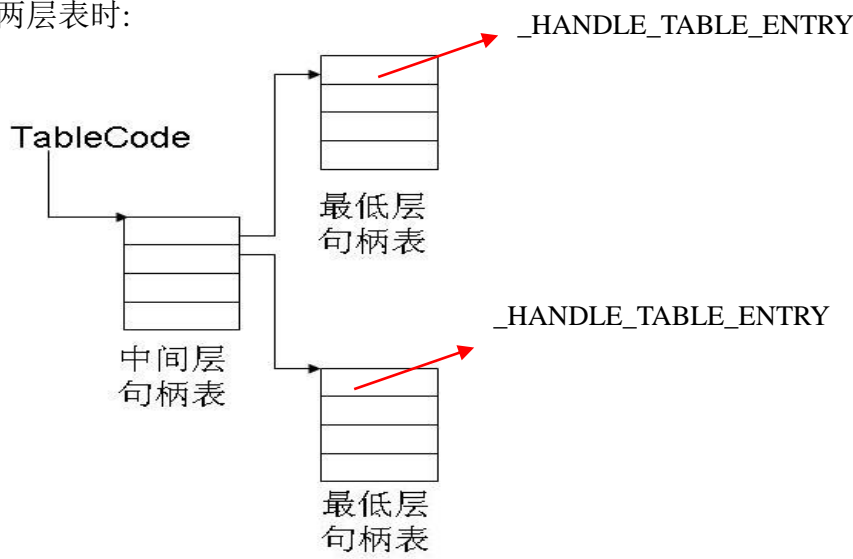 两层表时:
_HANDLE_TABLE_ENTRY
TableCode
最低层
句柄表
_HANDLE_TABLE_ENTRY
中间层
句柄表
最低层
句柄表